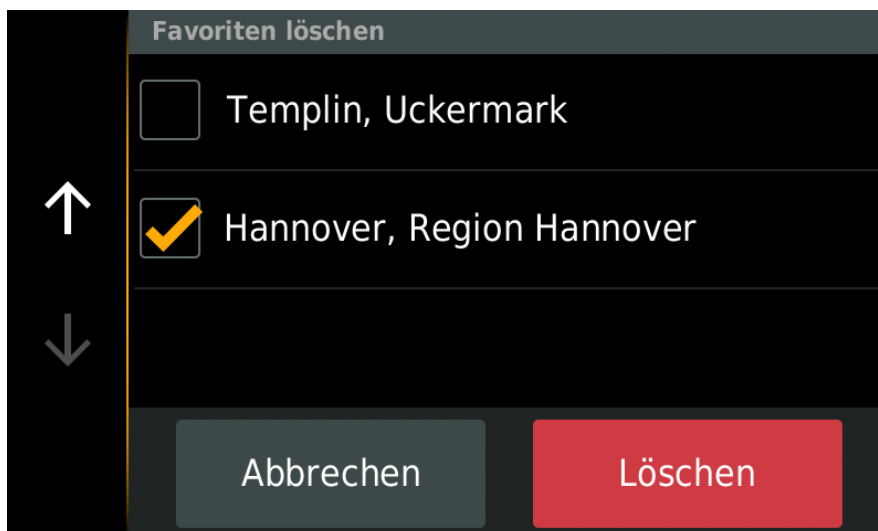 Favoriten löschen
Templin, Uckermark
Hannover, Region Hannover
Abbrechen
Löschen